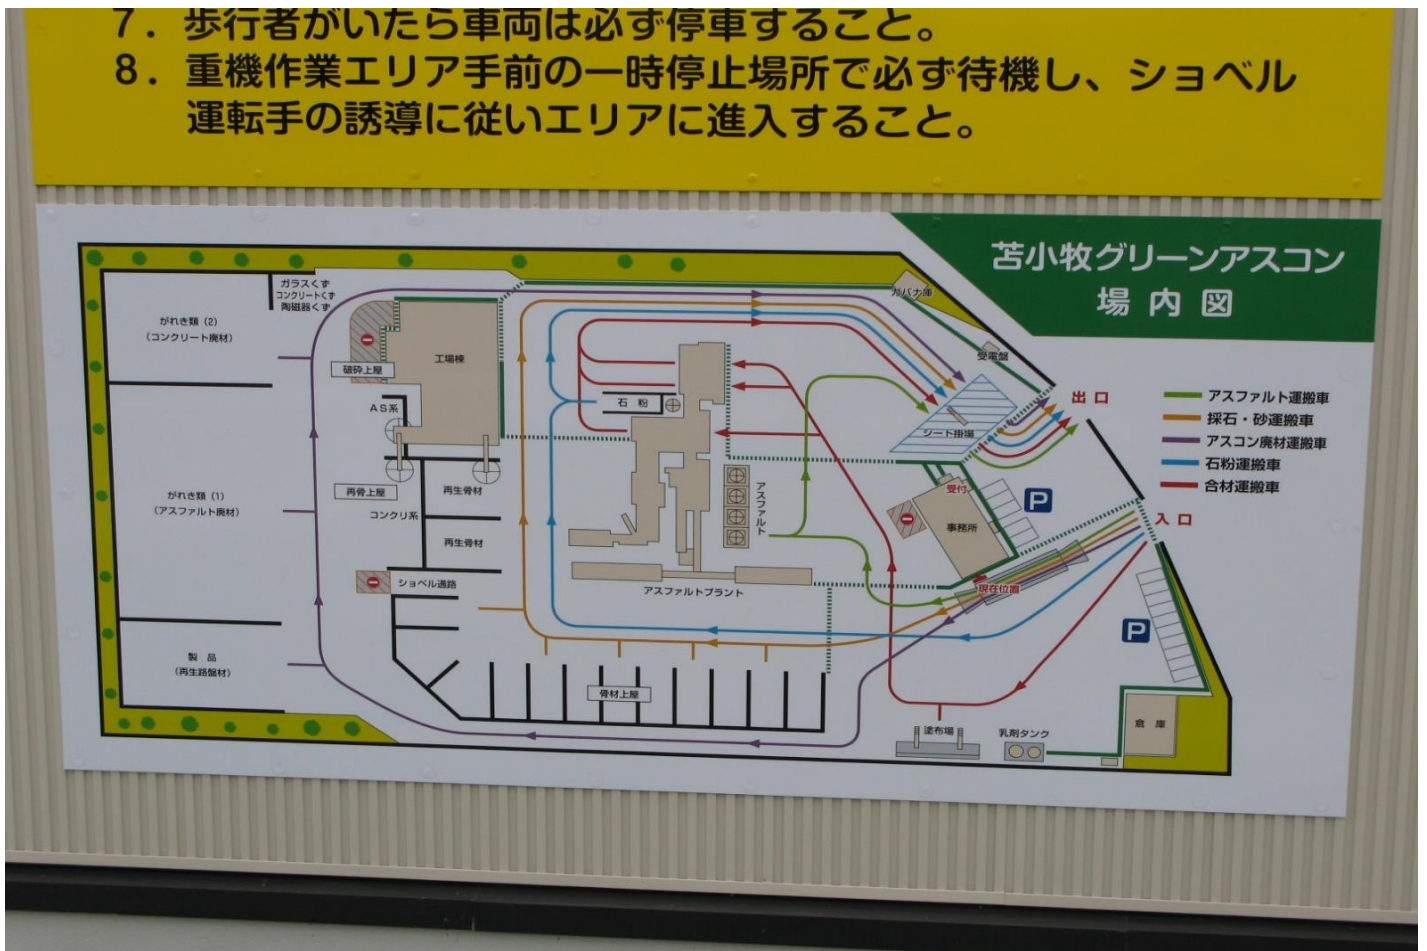 7. 歩行者がいたら車両は必ず停車すること。
8. 重機作業エリア手前の一時停止場所で必ず待機し、ショベル
運転手の誘導に従いエリアに進入すること。
苫小牧グリーンアスコン
場内図
ガラスくず
コンクリートくず
陶磁器くず
ガバナ庫
がれき類(2)
(コンクリート廃材)
工場棟
受電盤
破砕上屋
出口
アスファルト運搬車
採石・砂運搬車
アスコン廃材運搬車
石粉運搬車
合材運搬車
AS系
石粉
シート掛場
がれき類(1)
(アスファルト廃材)
再骨上屋
再生骨材
コンクリ系
再生骨材
アスファルト
受付
事務所
P
入口
ショベル通路
アスファルトプラント
現在位置
P
製品
(再生路盤材)
骨材上屋
塗布場
乳剤タンク
倉庫